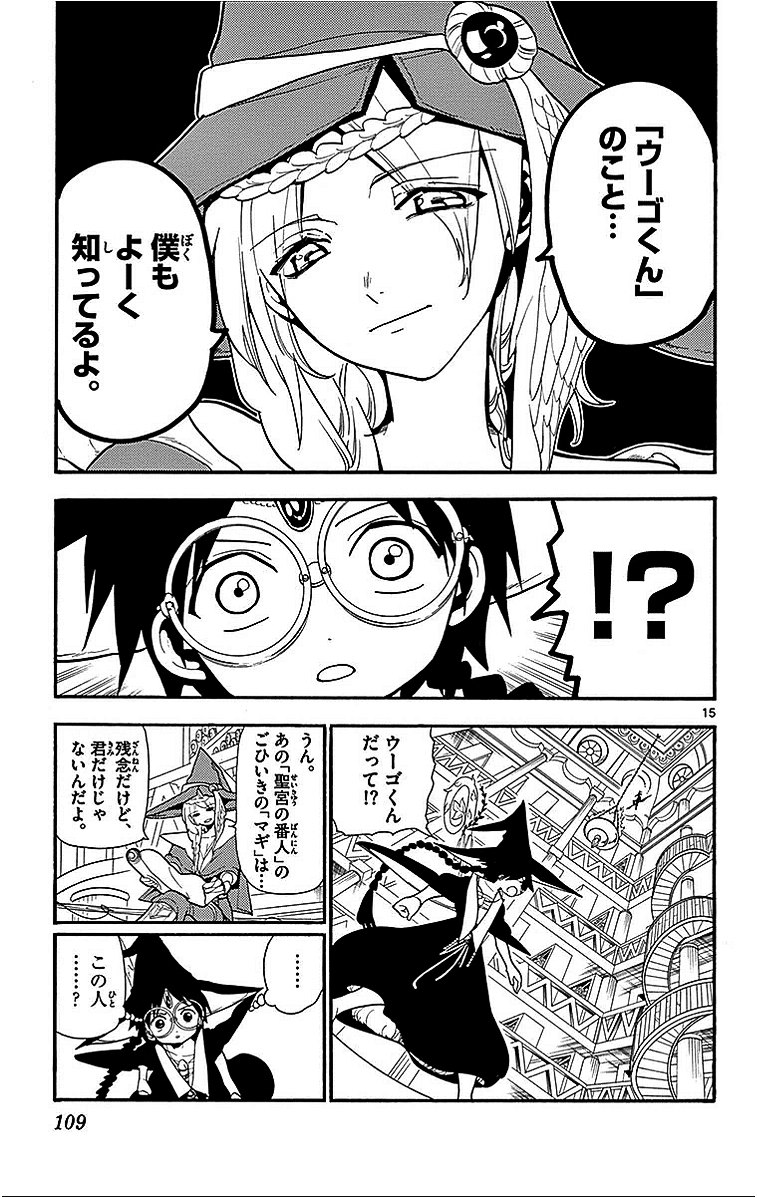 「ウーゴくん」
のこと…
僕も
よーく
知ってるよ。
!?
15
ウーゴくん
だって!?
うん。
あの「聖宮の番人」の
ごひいきの「マギ」は…
残念だけど、
君だけじゃ
ないんだよ。
……
この人
……?
109